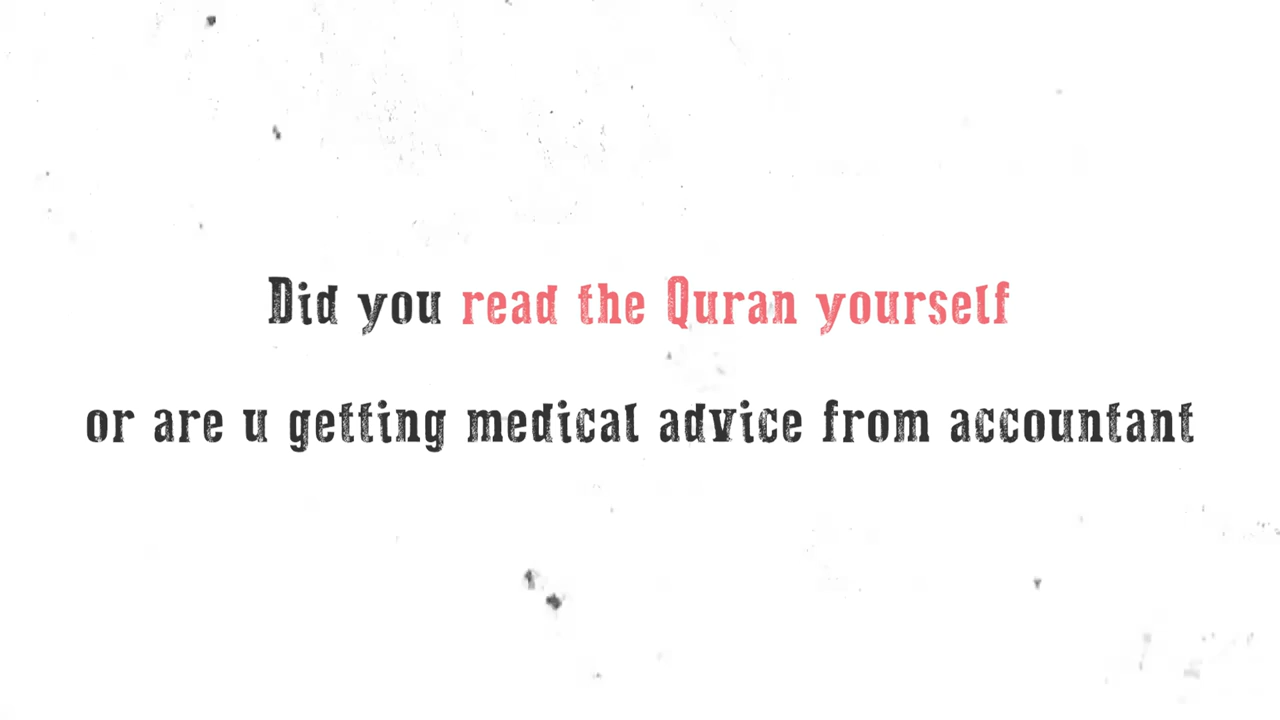 Did you read the Quran yourself
or are u getting medical advice from accountant